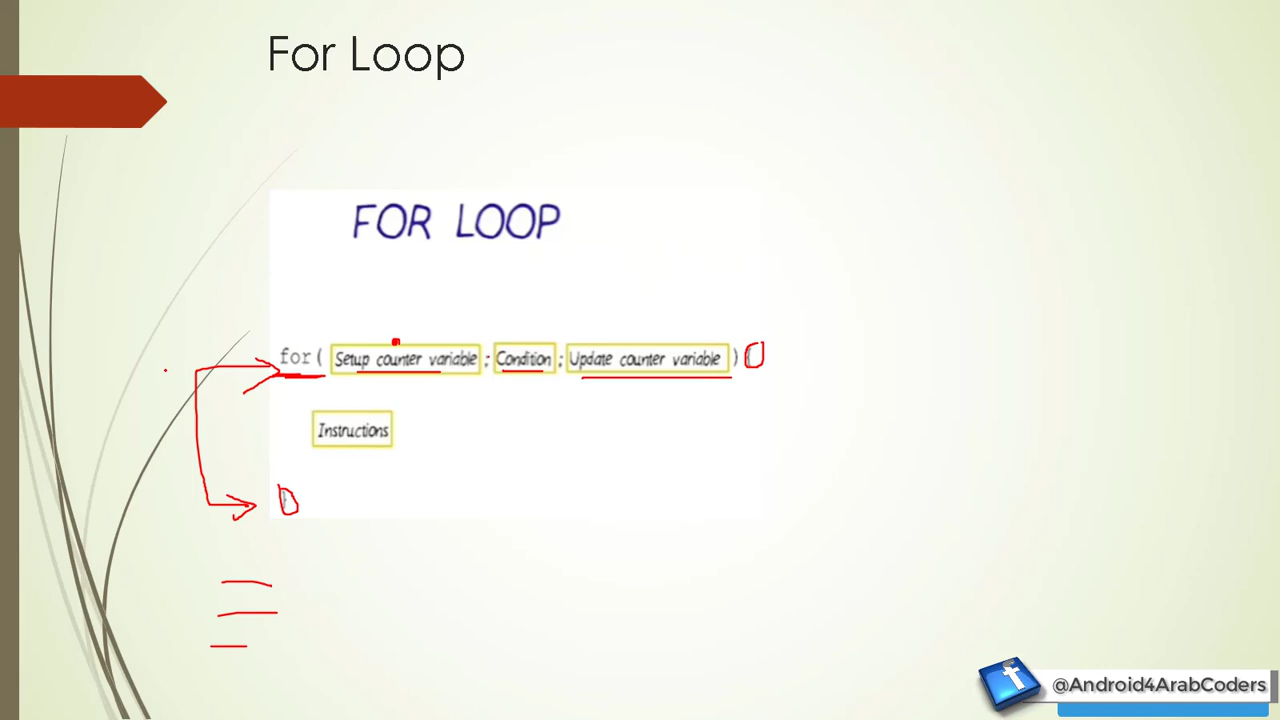 For Loop
FOR LOOP
for( Setup counter variable ; Condition ; Update counter variable ) {
Instructions
}
@Android4ArabCoders